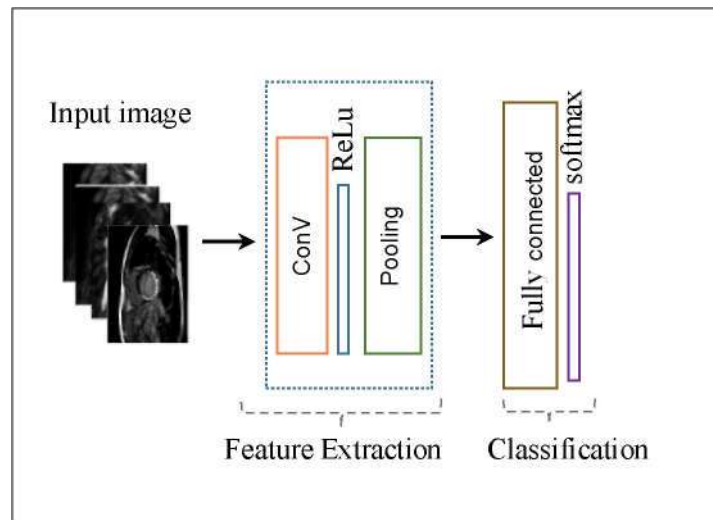 Input image
ConV
ReLu
Pooling
Fully connected
softmax
Feature Extraction
Classification